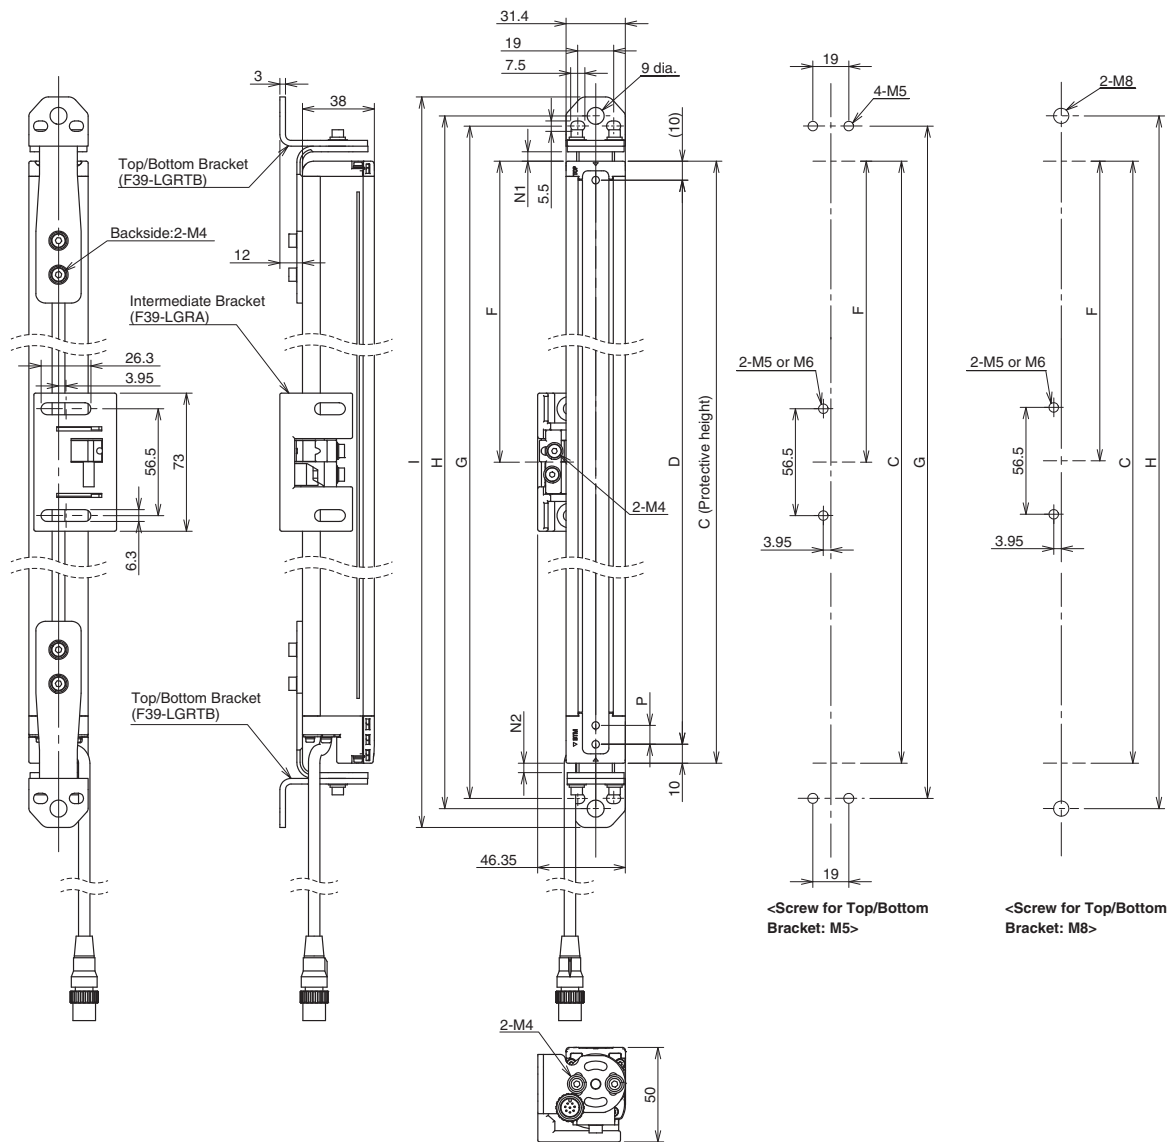 31.4
19
7.5
9 dia.
3
38
(10)
19
4-M5
2-M8
Top/Bottom Bracket
(F39-LGRTB)
N1
5.5
Backside:2-M4
12
Intermediate Bracket
(F39-LGRA)
F
F
F
26.3
3.95
2-M5 or M6
2-M5 or M6
56.5
73
I
H
G
D
C (Protective height)
56.5
C
G
56.5
C
H
2-M4
6.3
3.95
3.95
Top/Bottom Bracket
(F39-LGRTB)
N2
P
10
46.35
19
<Screw for Top/Bottom
Bracket: M5>
<Screw for Top/Bottom
Bracket: M8>
2-M4
50